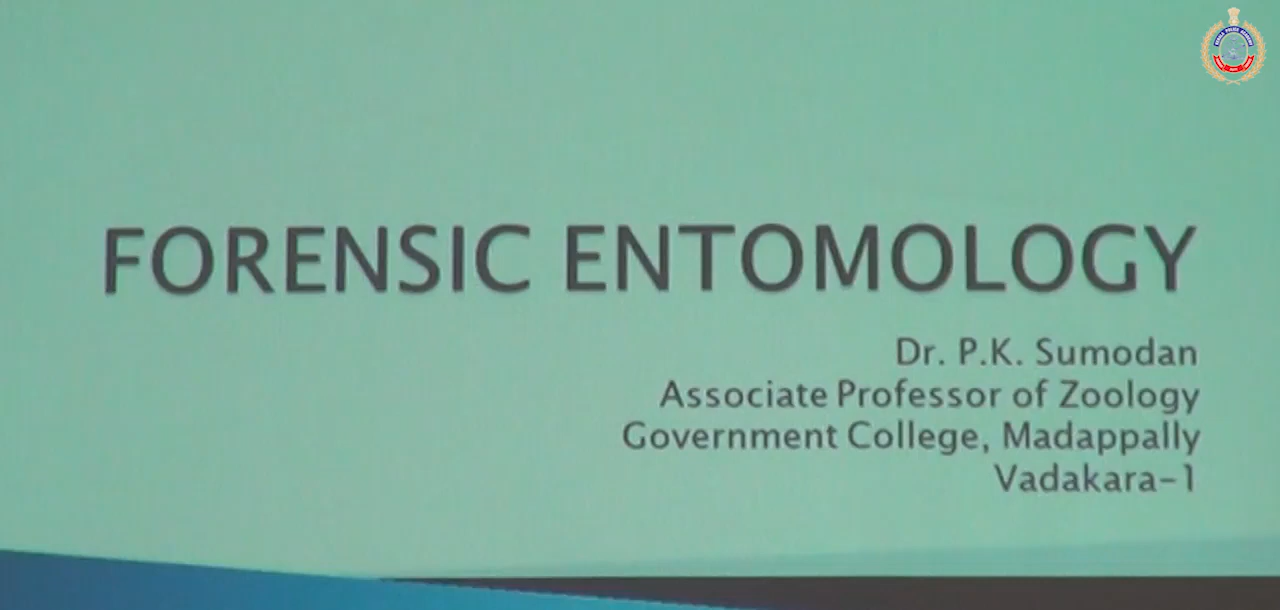 FORENSIC ENTOMOLOGY
Dr. P.K. Sumodan
Associate Professor of Zoology
Government College, Madappally
Vadakara-1